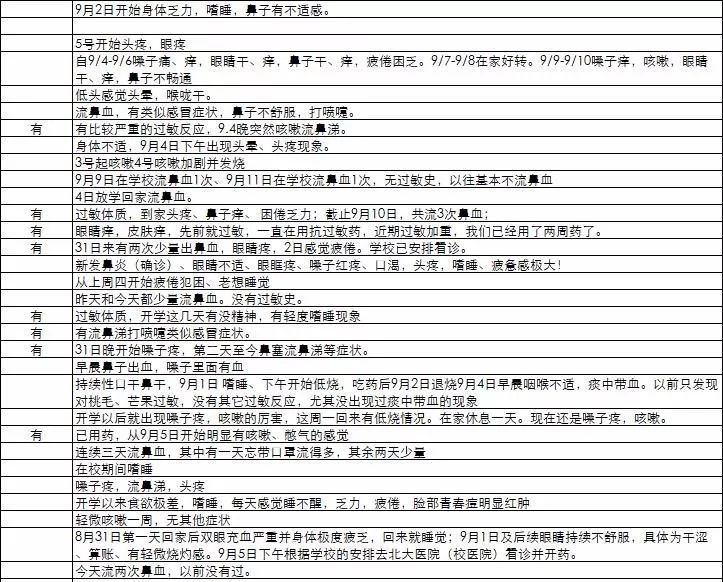 9月2日开始身体乏力，嗜睡，鼻子有不适感。
5号开始头疼，眼疼
自9/4-9/6嗓子痛、痒，眼睛干、痒，鼻子干、痒，疲倦困乏。9/7-9/8在家好转。9/9-9/10嗓子痒，咳嗽，眼睛
干、痒，鼻子不畅通
低头感觉头晕，喉咙干。
流鼻血，有类似感冒症状，鼻子不舒服，打喷嚏。
有 有比较严重的过敏反应，9.4晚突然咳嗽流鼻涕。
身体不适，9月4日下午出现头晕、头疼现象。
3号起咳嗽4号咳嗽加剧并发烧
9月9日在学校流鼻血1次、9月11日在学校流鼻血1次，无过敏史，以往基本不流鼻血
4日放学回家流鼻血。
有 过敏体质，到家头疼、鼻子痒、 困倦乏力；截止9月10日，共流3次鼻血；
有 眼睛痒，皮肤痒，先前就过敏，一直在用抗过敏药，近期过敏加重，我们已经用了两周药了。
有 31日来有两次少量出鼻血，眼睛疼，2日感觉疲倦。学校已安排看诊。
新发鼻炎（确诊）、眼睛不适、眼眶疼、嗓子红疼、口渴，头疼，嗜睡、疲惫感极大！
从上周四开始疲倦犯困、老想睡觉
昨天和今天都少量流鼻血。没有过敏史。
有 过敏体质，开学这几天有没精神，有轻度嗜睡现象
有 有流鼻涕打喷嚏类似感冒症状。
有 31日晚开始嗓子疼，第二天至今鼻塞流鼻涕等症状。
早晨鼻子出血，嗓子里面有血
持续性口干鼻干，9月1日 嗜睡、下午开始低烧，吃药后9月2日退烧9月4日早晨咽喉不适，痰中带血。以前只发现
对桃毛、芒果过敏，没有其它过敏反应，尤其没出现过痰中带血的现象
开学以后就出现嗓子疼，咳嗽的厉害，这周一回来有低烧情况。在家休息一天。现在还是嗓子疼，咳嗽。
有 已用药，从9月5日开始明显有咳嗽、憋气的感觉
连续三天流鼻血，其中有一天忘带口罩流得多，其余两天少量
在校期间嗜睡
嗓子疼，流鼻涕，头疼
开学以来食欲极差，嗜睡，每天感觉睡不醒，乏力，疲倦，脸部青春痘明显红肿
轻微咳嗽一周，无其他症状
8月31日第一天回家后双眼充血严重并身体极度疲乏，回来就睡觉；9月1日及后续眼睛持续不舒服，具体为干涩
、算账、有轻微烧灼感。9月5日下午根据学校的安排去北大医院（校医院）看诊并开药。
今天流两次鼻血，以前没有过。